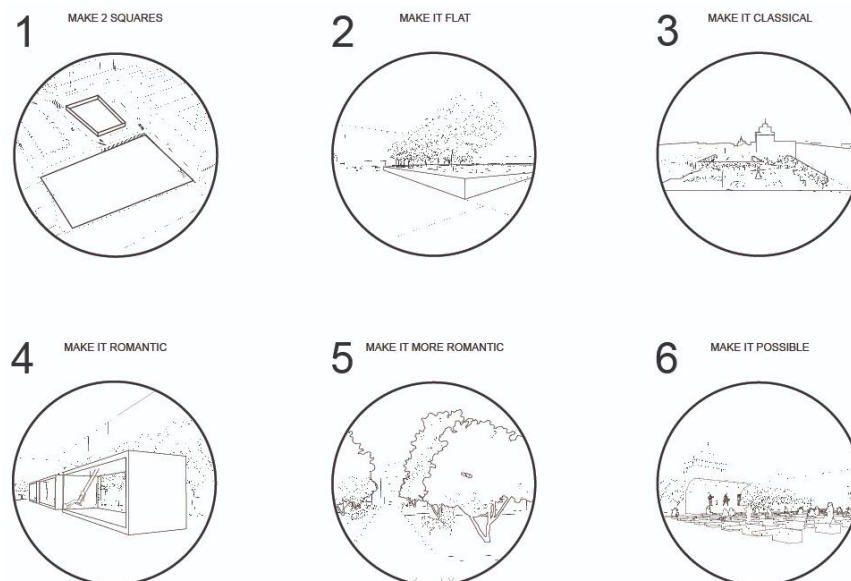 1 MAKE 2 SQUARES
2 MAKE IT FLAT
3 MAKE IT CLASSICAL
4 MAKE IT ROMANTIC
5 MAKE IT MORE ROMANTIC
6 MAKE IT POSSIBLE